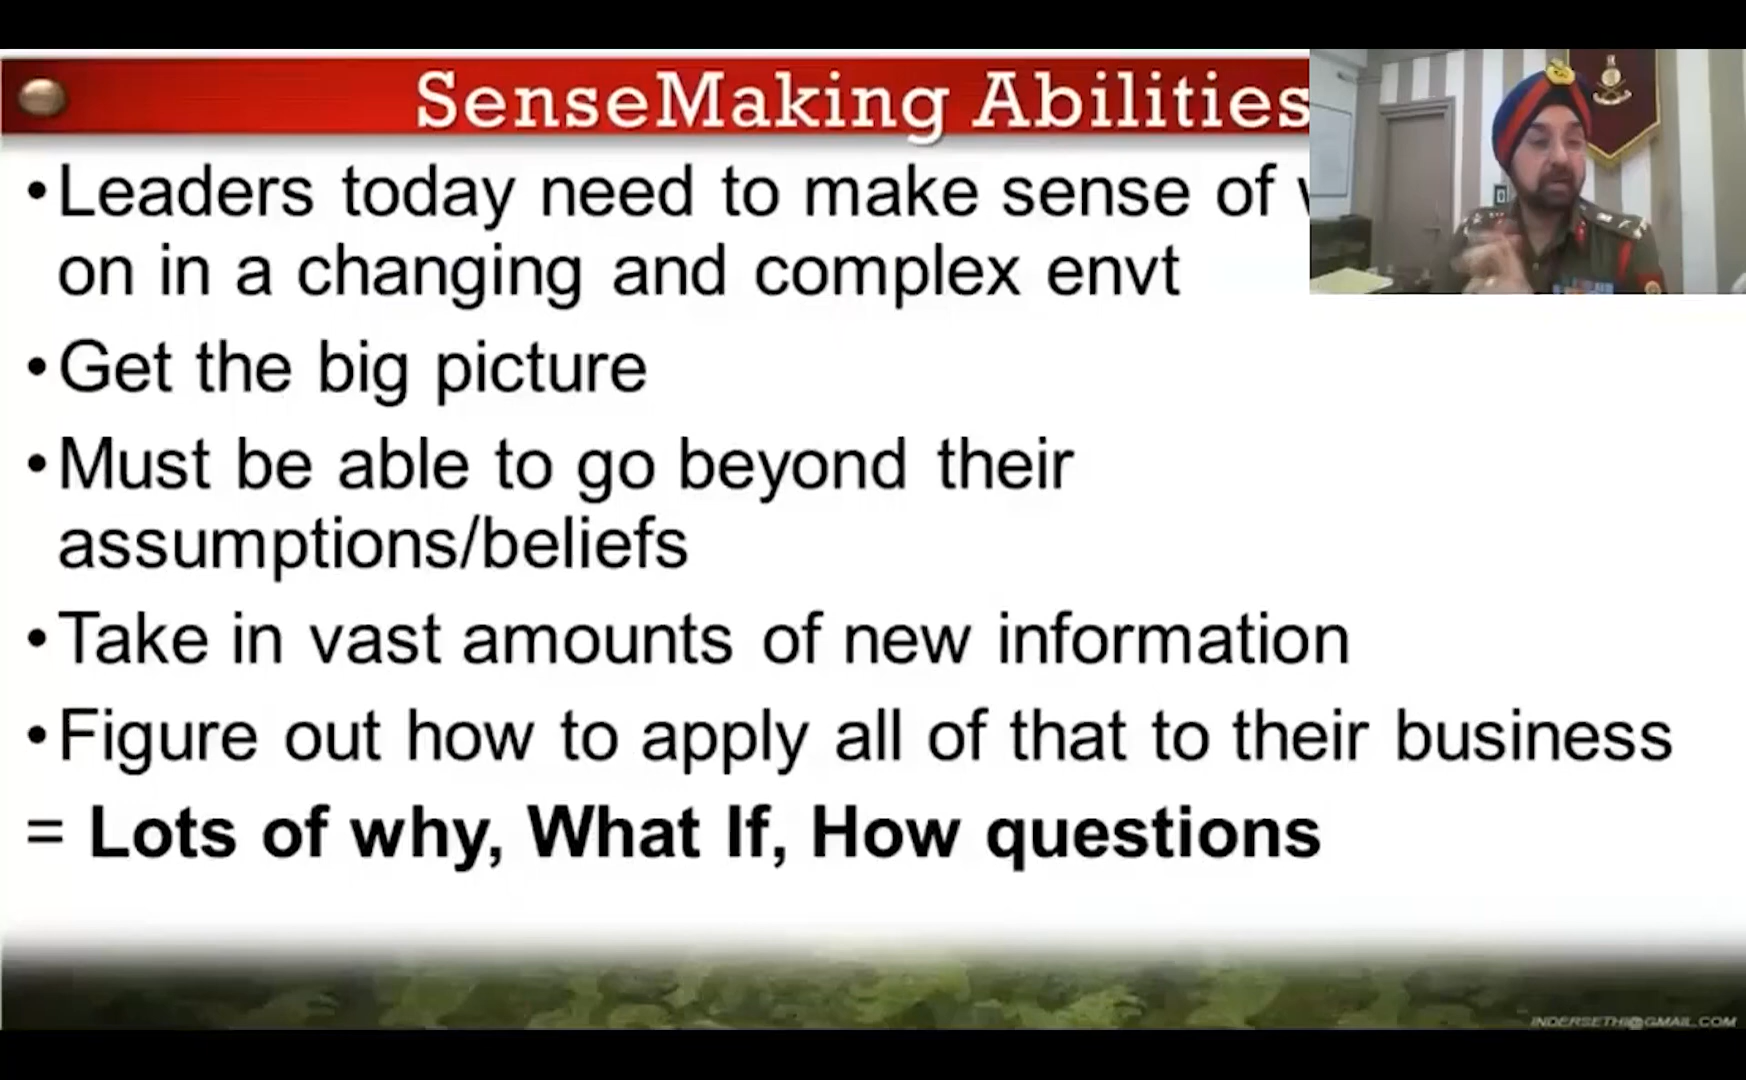 SenseMaking Abilities
•Leaders today need to make sense of
on in a changing and complex envt
•Get the big picture
•Must be able to go beyond their
assumptions/beliefs
•Take in vast amounts of new information
•Figure out how to apply all of that to their business
= Lots of why, What If, How questions
INDERSETHI@GMAIL.COM